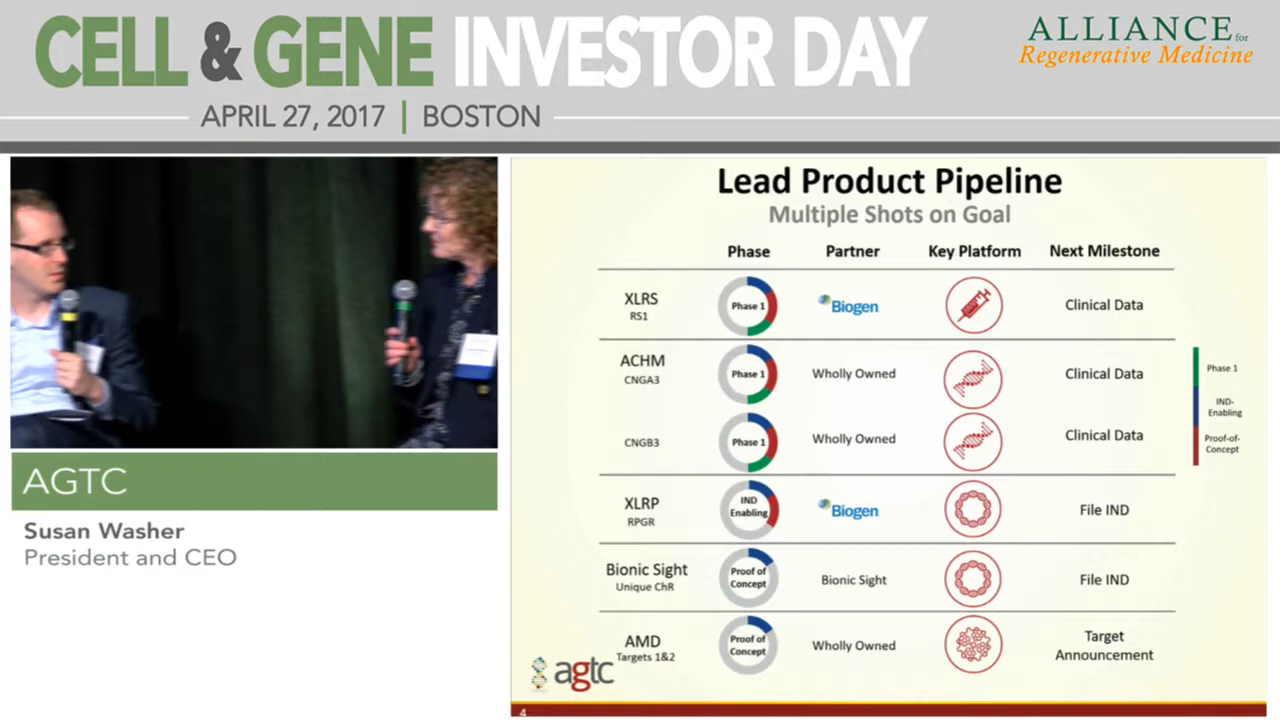 CELL & GENE INVESTOR DAY
APRIL 27, 2017 | BOSTON
ALLIANCE for
Regenerative Medicine
AGTC
Susan Washer
President and CEO
Lead Product Pipeline
Multiple Shots on Goal
Phase Partner Key Platform Next Milestone
XLRS
RS1
Phase 1
Biogen
Clinical Data
ACHM
CNGA3
Phase 1
Wholly Owned
Clinical Data
CNGB3
Phase 1
Wholly Owned
Clinical Data
XLRP
RPGR
IND
Enabling
Biogen
File IND
Bionic Sight
Unique ChR
Proof of
Concept
Bionic Sight
File IND
AMD
Targets 1&2
Proof of
Concept
Wholly Owned
Target
Announcement
Phase 1
IND-
Enabling
Proof-of-
Concept
agtc
4